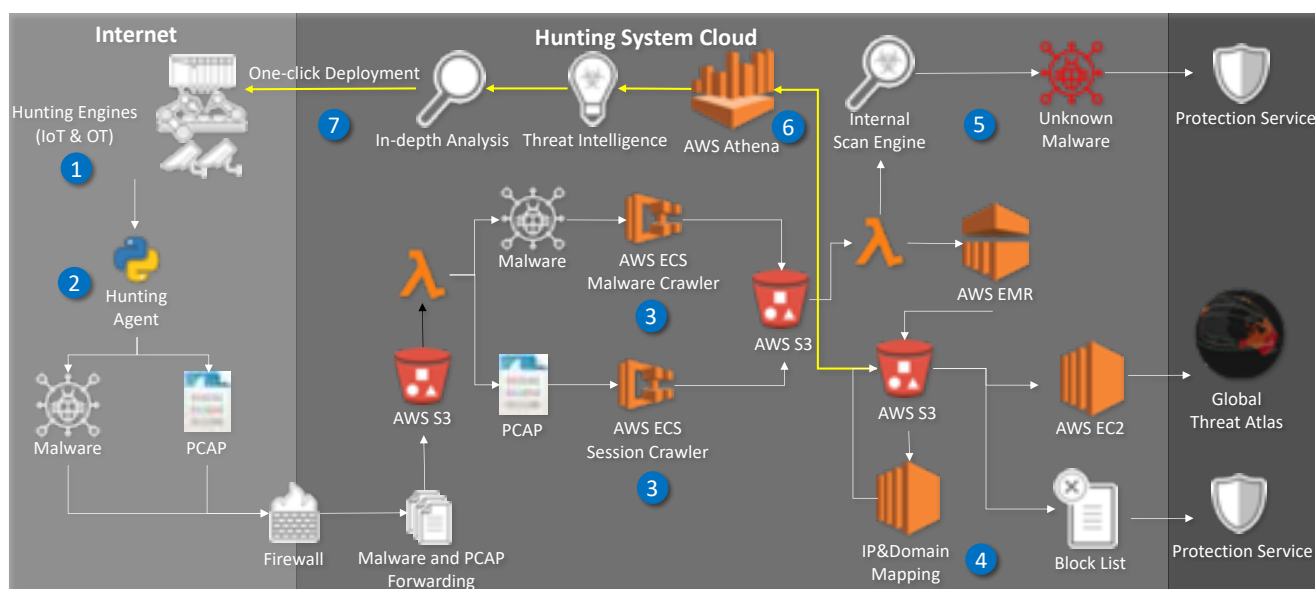 Internet
Hunting System Cloud
One-click Deployment
Hunting Engines
(IoT & OT)
1
7
In-depth Analysis
Threat Intelligence
AWS Athena
6
Internal
Scan Engine
5
Unknown
Malware
Protection Service
2
Hunting
Agent
Malware
PCAP
Firewall
Malware and PCAP
Forwarding
AWS S3
λ
Malware
AWS ECS
Malware Crawler
3
PCAP
AWS ECS
Session Crawler
3
AWS S3
λ
AWS EMR
AWS S3
IP&Domain
Mapping
4
AWS EC2
Block List
Global
Threat Atlas
Protection Service